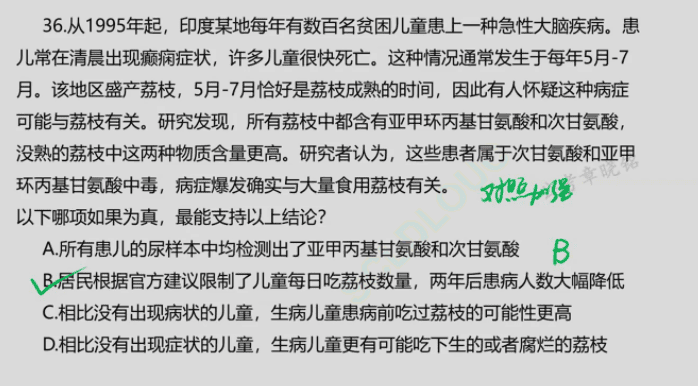 36.从1995年起，印度某地每年有数百名贫困儿童患上一种急性大脑疾病。患
儿常在清晨出现癫痫症状，许多儿童很快死亡。这种情况通常发生于每年5月-7
月。该地区盛产荔枝，5月-7月恰好是荔枝成熟的时间，因此有人怀疑这种病症
可能与荔枝有关。研究发现，所有荔枝中都含有亚甲环丙基甘氨酸和次甘氨酸，
没熟的荔枝中这两种物质含量更高。研究者认为，这些患者属于次甘氨酸和亚甲
环丙基甘氨酸中毒，病症爆发确实与大量食用荔枝有关。
对照加强
以下哪项如果为真，最能支持以上结论？
A.所有患儿的尿样本中均检测出了亚甲丙基甘氨酸和次甘氨酸
B
B.居民根据官方建议限制了儿童每日吃荔枝数量，两年后患病人数大幅降低
C.相比没有出现病状的儿童，生病儿童患病前吃过荔枝的可能性更高
D.相比没有出现症状的儿童，生病儿童更有可能吃下生的或者腐烂的荔枝